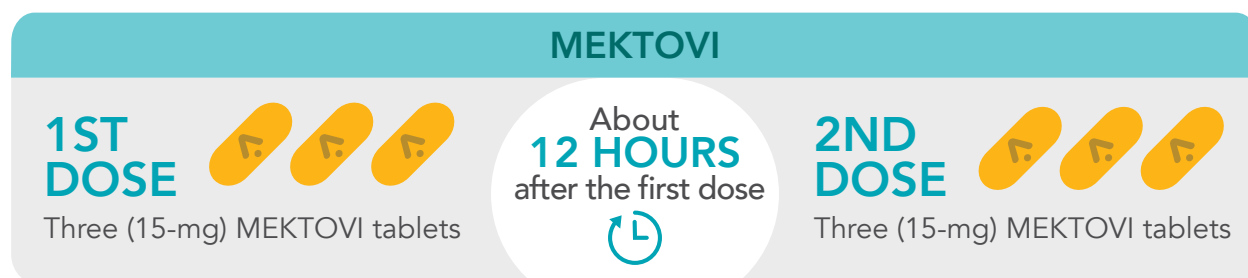 MEKTOVI
1ST
DOSE
Three (15-mg) MEKTOVI tablets
About
12 HOURS
after the first dose
2ND
DOSE
Three (15-mg) MEKTOVI tablets